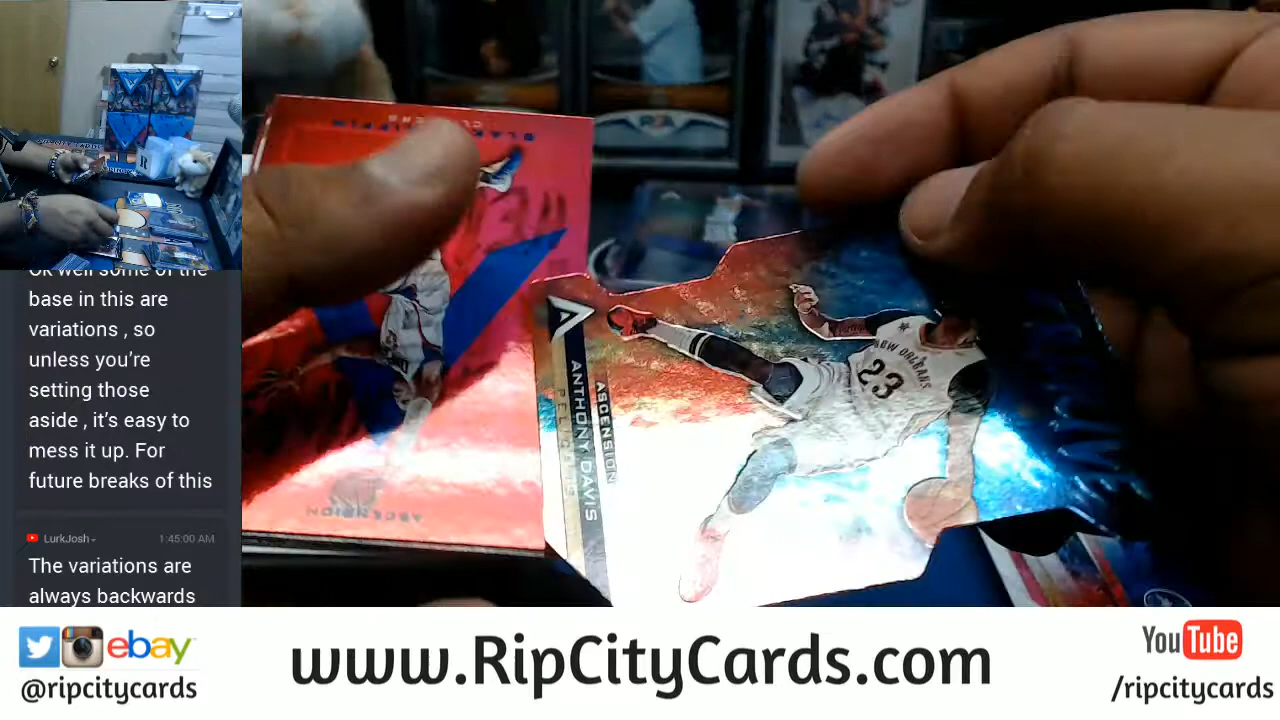 Ok well some of the
base in this are
variations , so
unless you're
setting those
aside , it's easy to
mess it up. For
future breaks of this
LurkJosh
1:45:00 AM
The variations are
always backwards
ASCENSION
ANTHONY DAVIS
NEW ORLEANS
23
ASCENSION
ebay
@ripcitycards
www.RipCityCards.com
YouTube
/ripcitycards